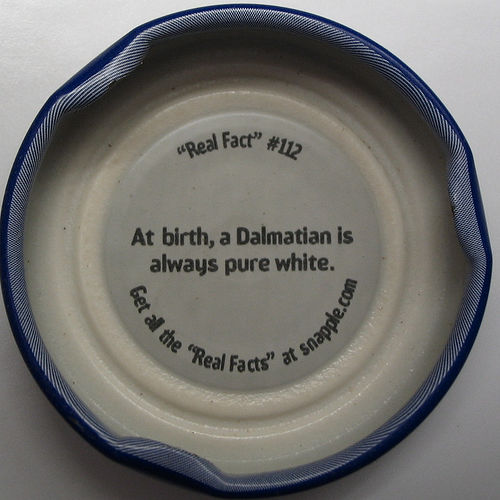 "Real Fact" #112
At birth, a Dalmatian is
always pure white.
Get all the "Real Facts" at snapple.com